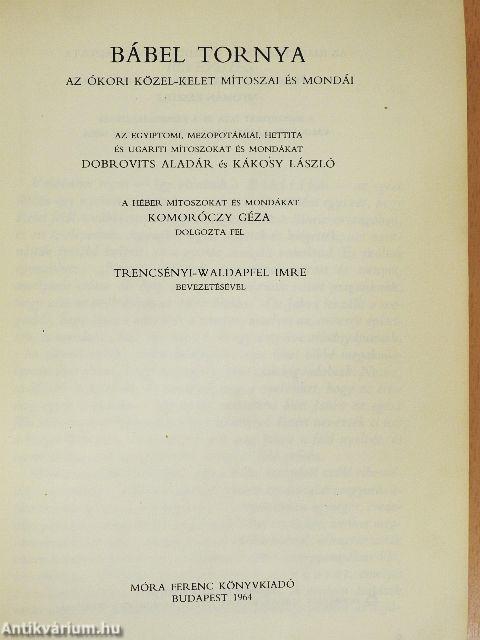 BÁBEL TORNYA
AZ ÓKORI KÖZEL-KELET MÍTOSZAI ÉS MONDÁI
AZ EGYIPTOMI, MEZOPOTÁMIAI, HETTITA
ÉS UGARITI MÍTOSZOKAT ÉS MONDÁKAT
DOBROVITS ALADÁR és KÁKOSY LÁSZLÓ
A HÉBER MÍTOSZOKAT ÉS MONDÁKAT
KOMORÓCZY GÉZA
DOLGOZTA FEL
TRENCSÉNYI-WALDAPFEL IMRE
BEVEZETÉSÉVEL
MÓRA FERENC KÖNYVKIADÓ
BUDAPEST 1964
Antikvárium.hu